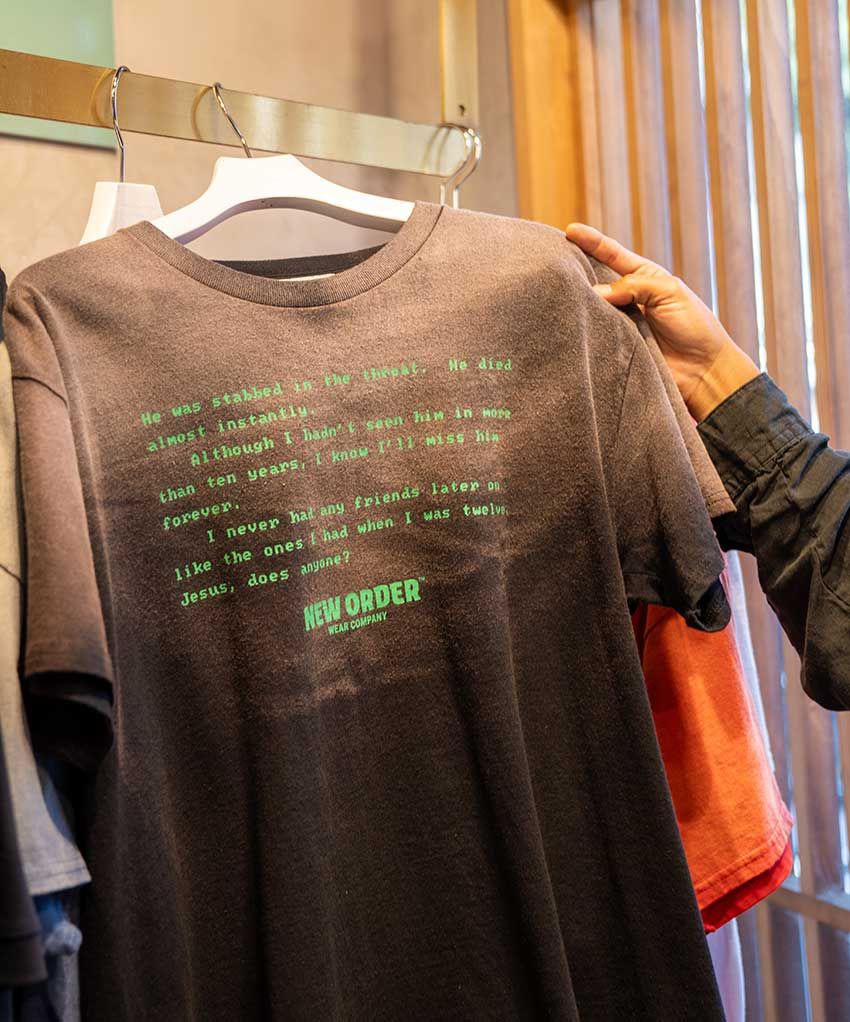 He was stabbed in the throat. He died
almost instantly.
Although I hadn't seen him in more
than ten years, I know I'll miss him
forever.
I never had any friends later on
like the ones I had when I was twelve.
Jesus, does anyone?
NEW ORDER™
WEAR COMPANY